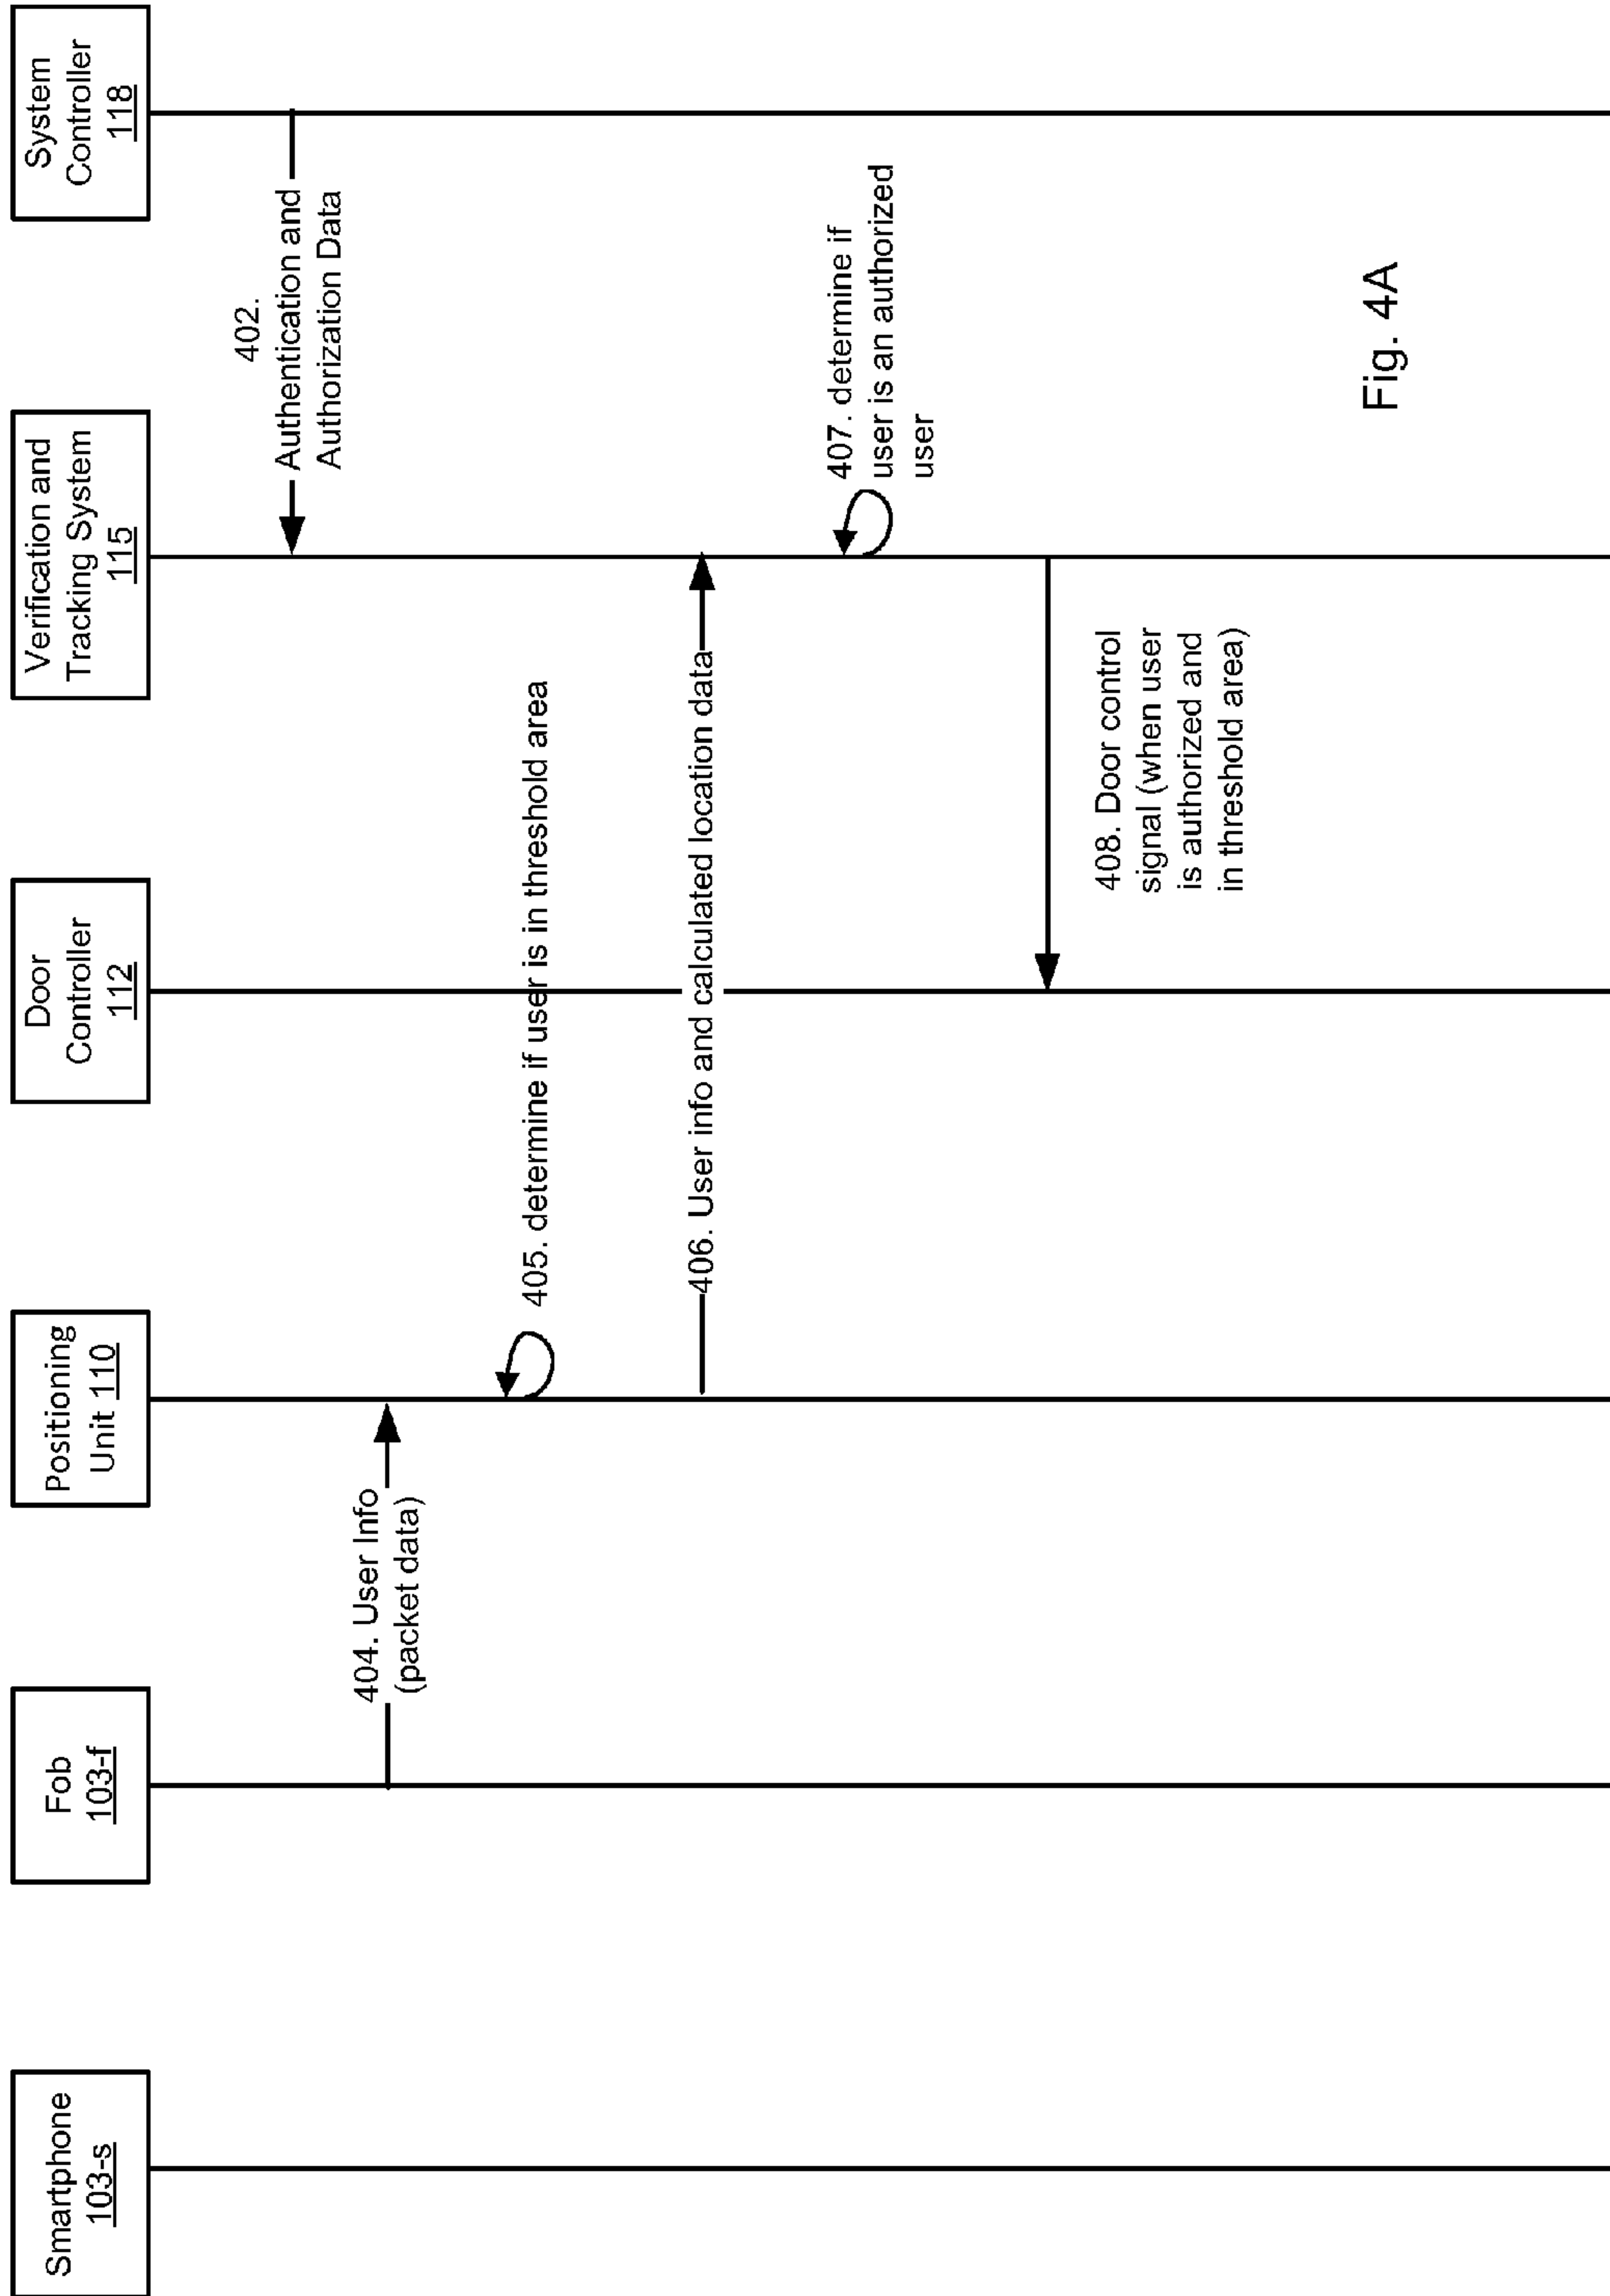 Smartphone
103-s
Fob
103-f
Positioning
Unit 110
Door
Controller
112
Verification and
Tracking System
115
System
Controller
118
402.
Authentication and
Authorization Data
404. User Info
(packet data)
405. determine if user is in threshold area
406. User info and calculated location data
407. determine if
user is an authorized
user
408. Door control
signal (when user
is authorized and
in threshold area)
Fig. 4A